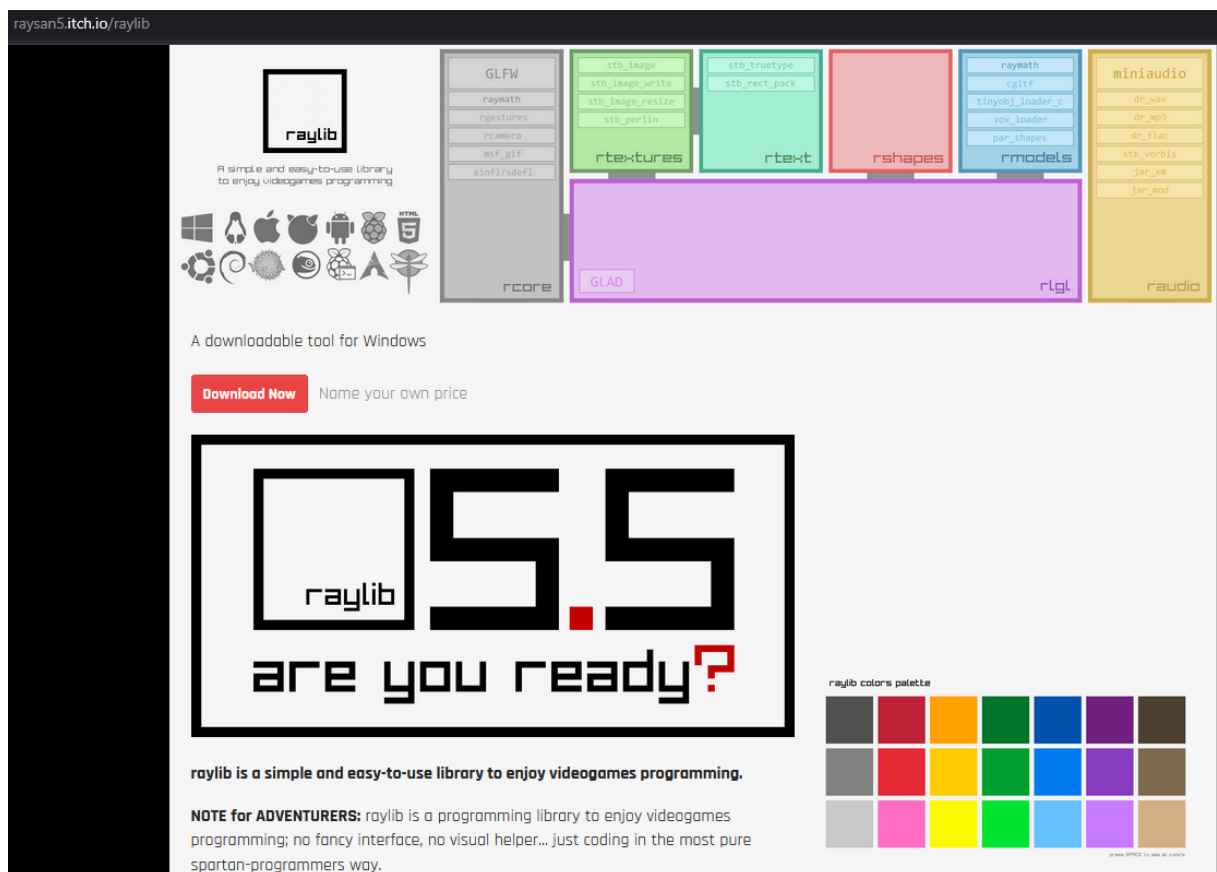 raysan5.itch.io/raylib
raylib
A simple and easy-to-use library
to enjoy videogames programming
HTML
5
GLFW
raymath
rgestures
rcamera
msf_gif
sinfl/sdefl
rcore
stb_image
stb_image_write
stb_image_resize
stb_perlin
rtextures
stb_truetype
stb_rect_pack
rtext
rshapes
raymath
cgltf
tinyobj_loader_c
vox_loader
par_shapes
rmodels
GLAD
rlgl
miniaudio
dr_wav
dr_mp3
dr_flac
stb_vorbis
jar_xm
jar_mod
raudio
A downloadable tool for Windows
Download Now Name your own price
raylib 5.5
are you ready?
raylib colors palette
press SPACE to see all colors
raylib is a simple and easy-to-use library to enjoy videogames programming.
NOTE for ADVENTURERS: raylib is a programming library to enjoy videogames
programming; no fancy interface, no visual helper... just coding in the most pure
spartan-programmers way.